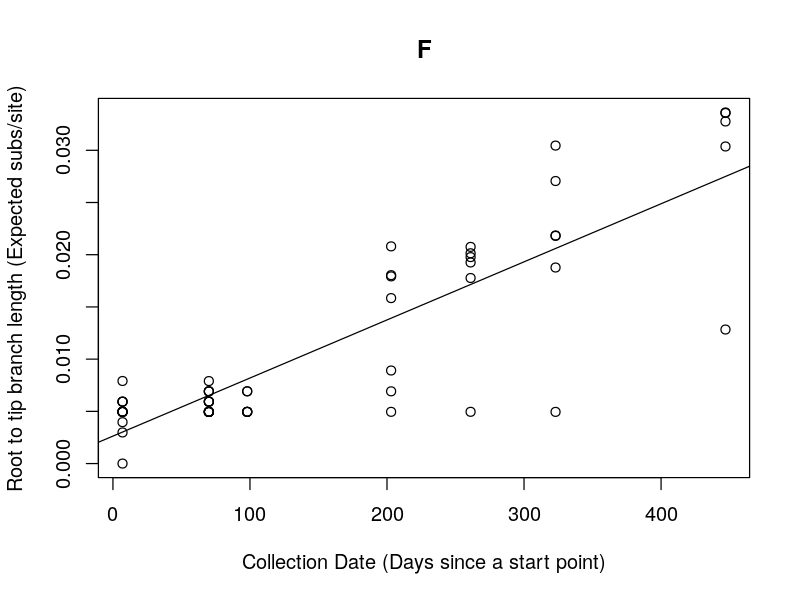 F
Root to tip branch length (Expected subs/site)
0.030
0.020
0.010
0.000
0 100 200 300 400
Collection Date (Days since a start point)